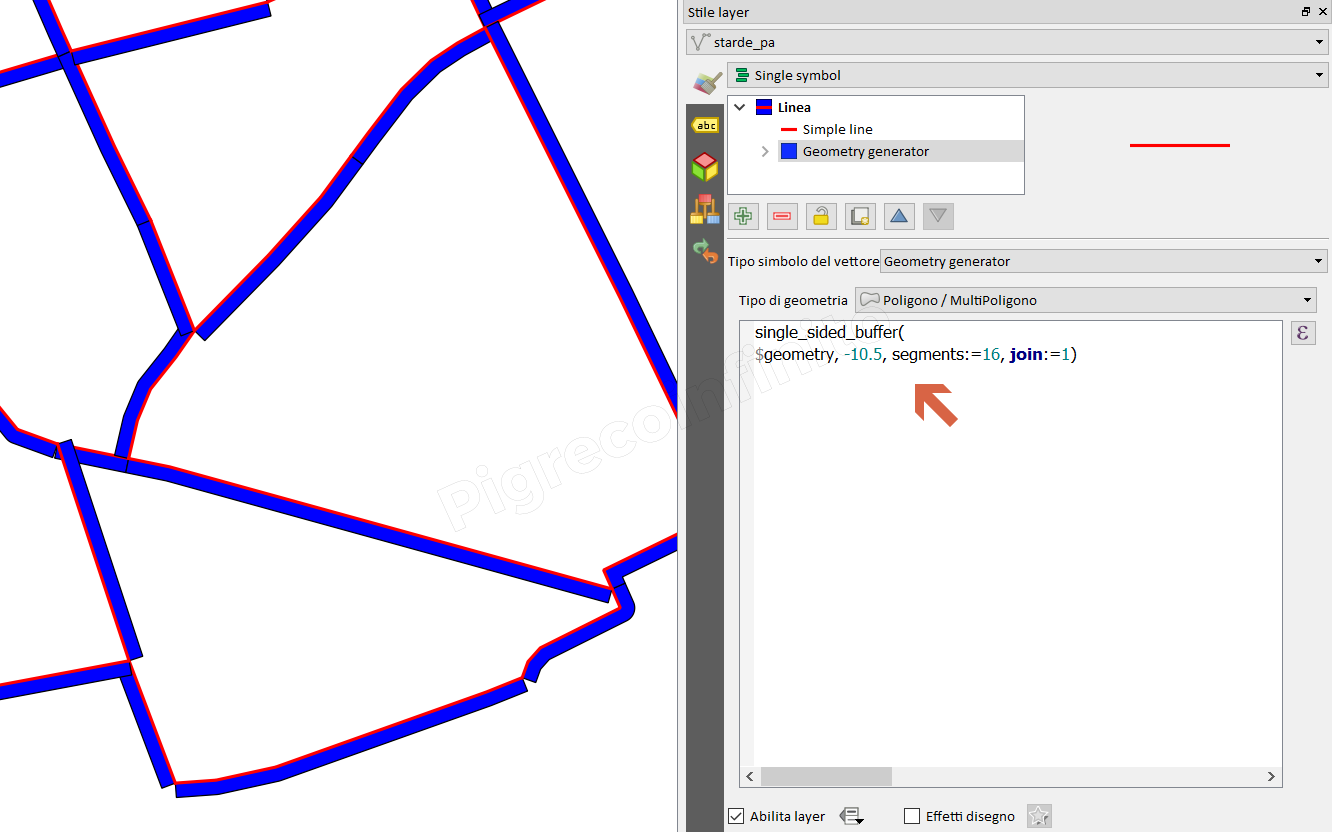 Stile layer
starde_pa
Single symbol
Linea
Simple line
Geometry generator
abc
Tipo simbolo del vettore Geometry generator
Tipo di geometria Poligono / MultiPoligono
single_sided_buffer(
$geometry, -10.5, segments:=16, join:=1)
ε
Pigrecoinfinito
Abilita layer
Effetti disegno